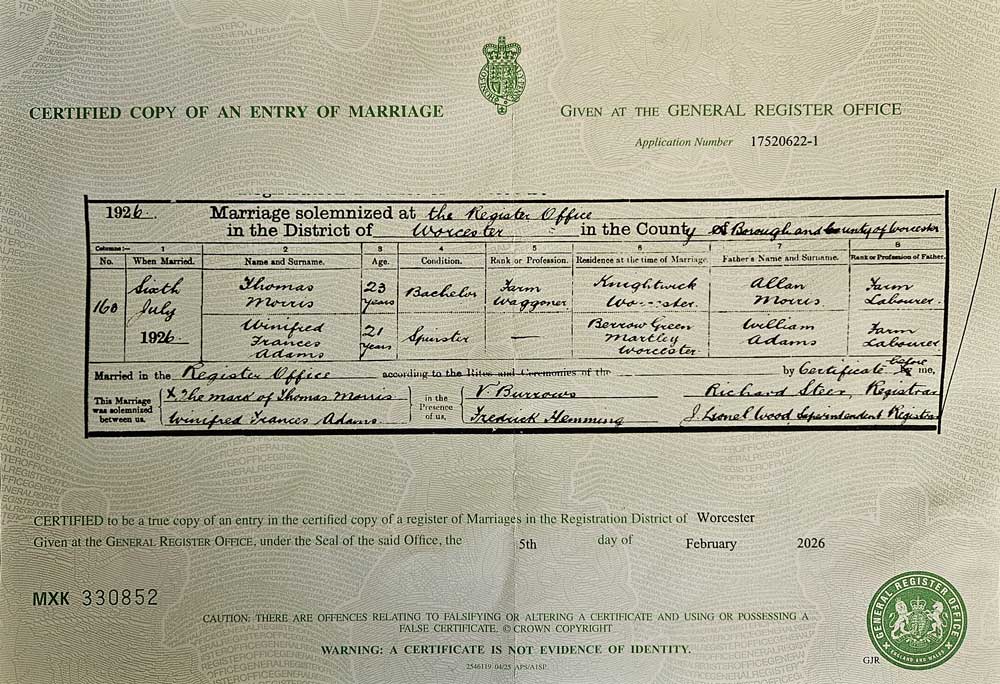 CERTIFIED COPY OF AN ENTRY OF MARRIAGE
GIVEN AT THE GENERAL REGISTER OFFICE
Application Number 17520622-1
1926. Marriage solemnized at the Register Office
in the District of Worcester in the County of Borough and County of Worcester
Columns:— 1 2 3 4 5 6 7 8
No. When Married. Name and Surname. Age. Condition. Rank or Profession. Residence at the time of Marriage. Father's Name and Surname. Rank or Profession of Father.
160 Sixth July 1926
Thomas Morris 23 years Bachelor Farm Waggoner Knightwick Worcester. Allan Morris. Farm Labourer.
Winifred Frances Adams 21 years Spinster — Berrow Green Martley Worcester William Adams Farm Labourer
Married in the Register Office according to the Rites and Ceremonies of the by Certificate before me,
This Marriage was solemnized between us, X The mark of Thomas Morris
Winifred Frances Adams
in the Presence of us, V. Burrows
Fredrick Hemming
Richard Steer, Registrar
J. Lionel Wood Superintendent Registrar
CERTIFIED to be a true copy of an entry in the certified copy of a register of Marriages in the Registration District of Worcester
Given at the GENERAL REGISTER OFFICE, under the Seal of the said Office, the 5th day of February 2026
MXK 330852
CAUTION: THERE ARE OFFENCES RELATING TO FALSIFYING OR ALTERING A CERTIFICATE AND USING OR POSSESSING A
FALSE CERTIFICATE. © CROWN COPYRIGHT
WARNING: A CERTIFICATE IS NOT EVIDENCE OF IDENTITY.
2546119 04/25 APS/A1SP
GJR
GENERAL REGISTER OFFICE
ENGLAND AND WALES